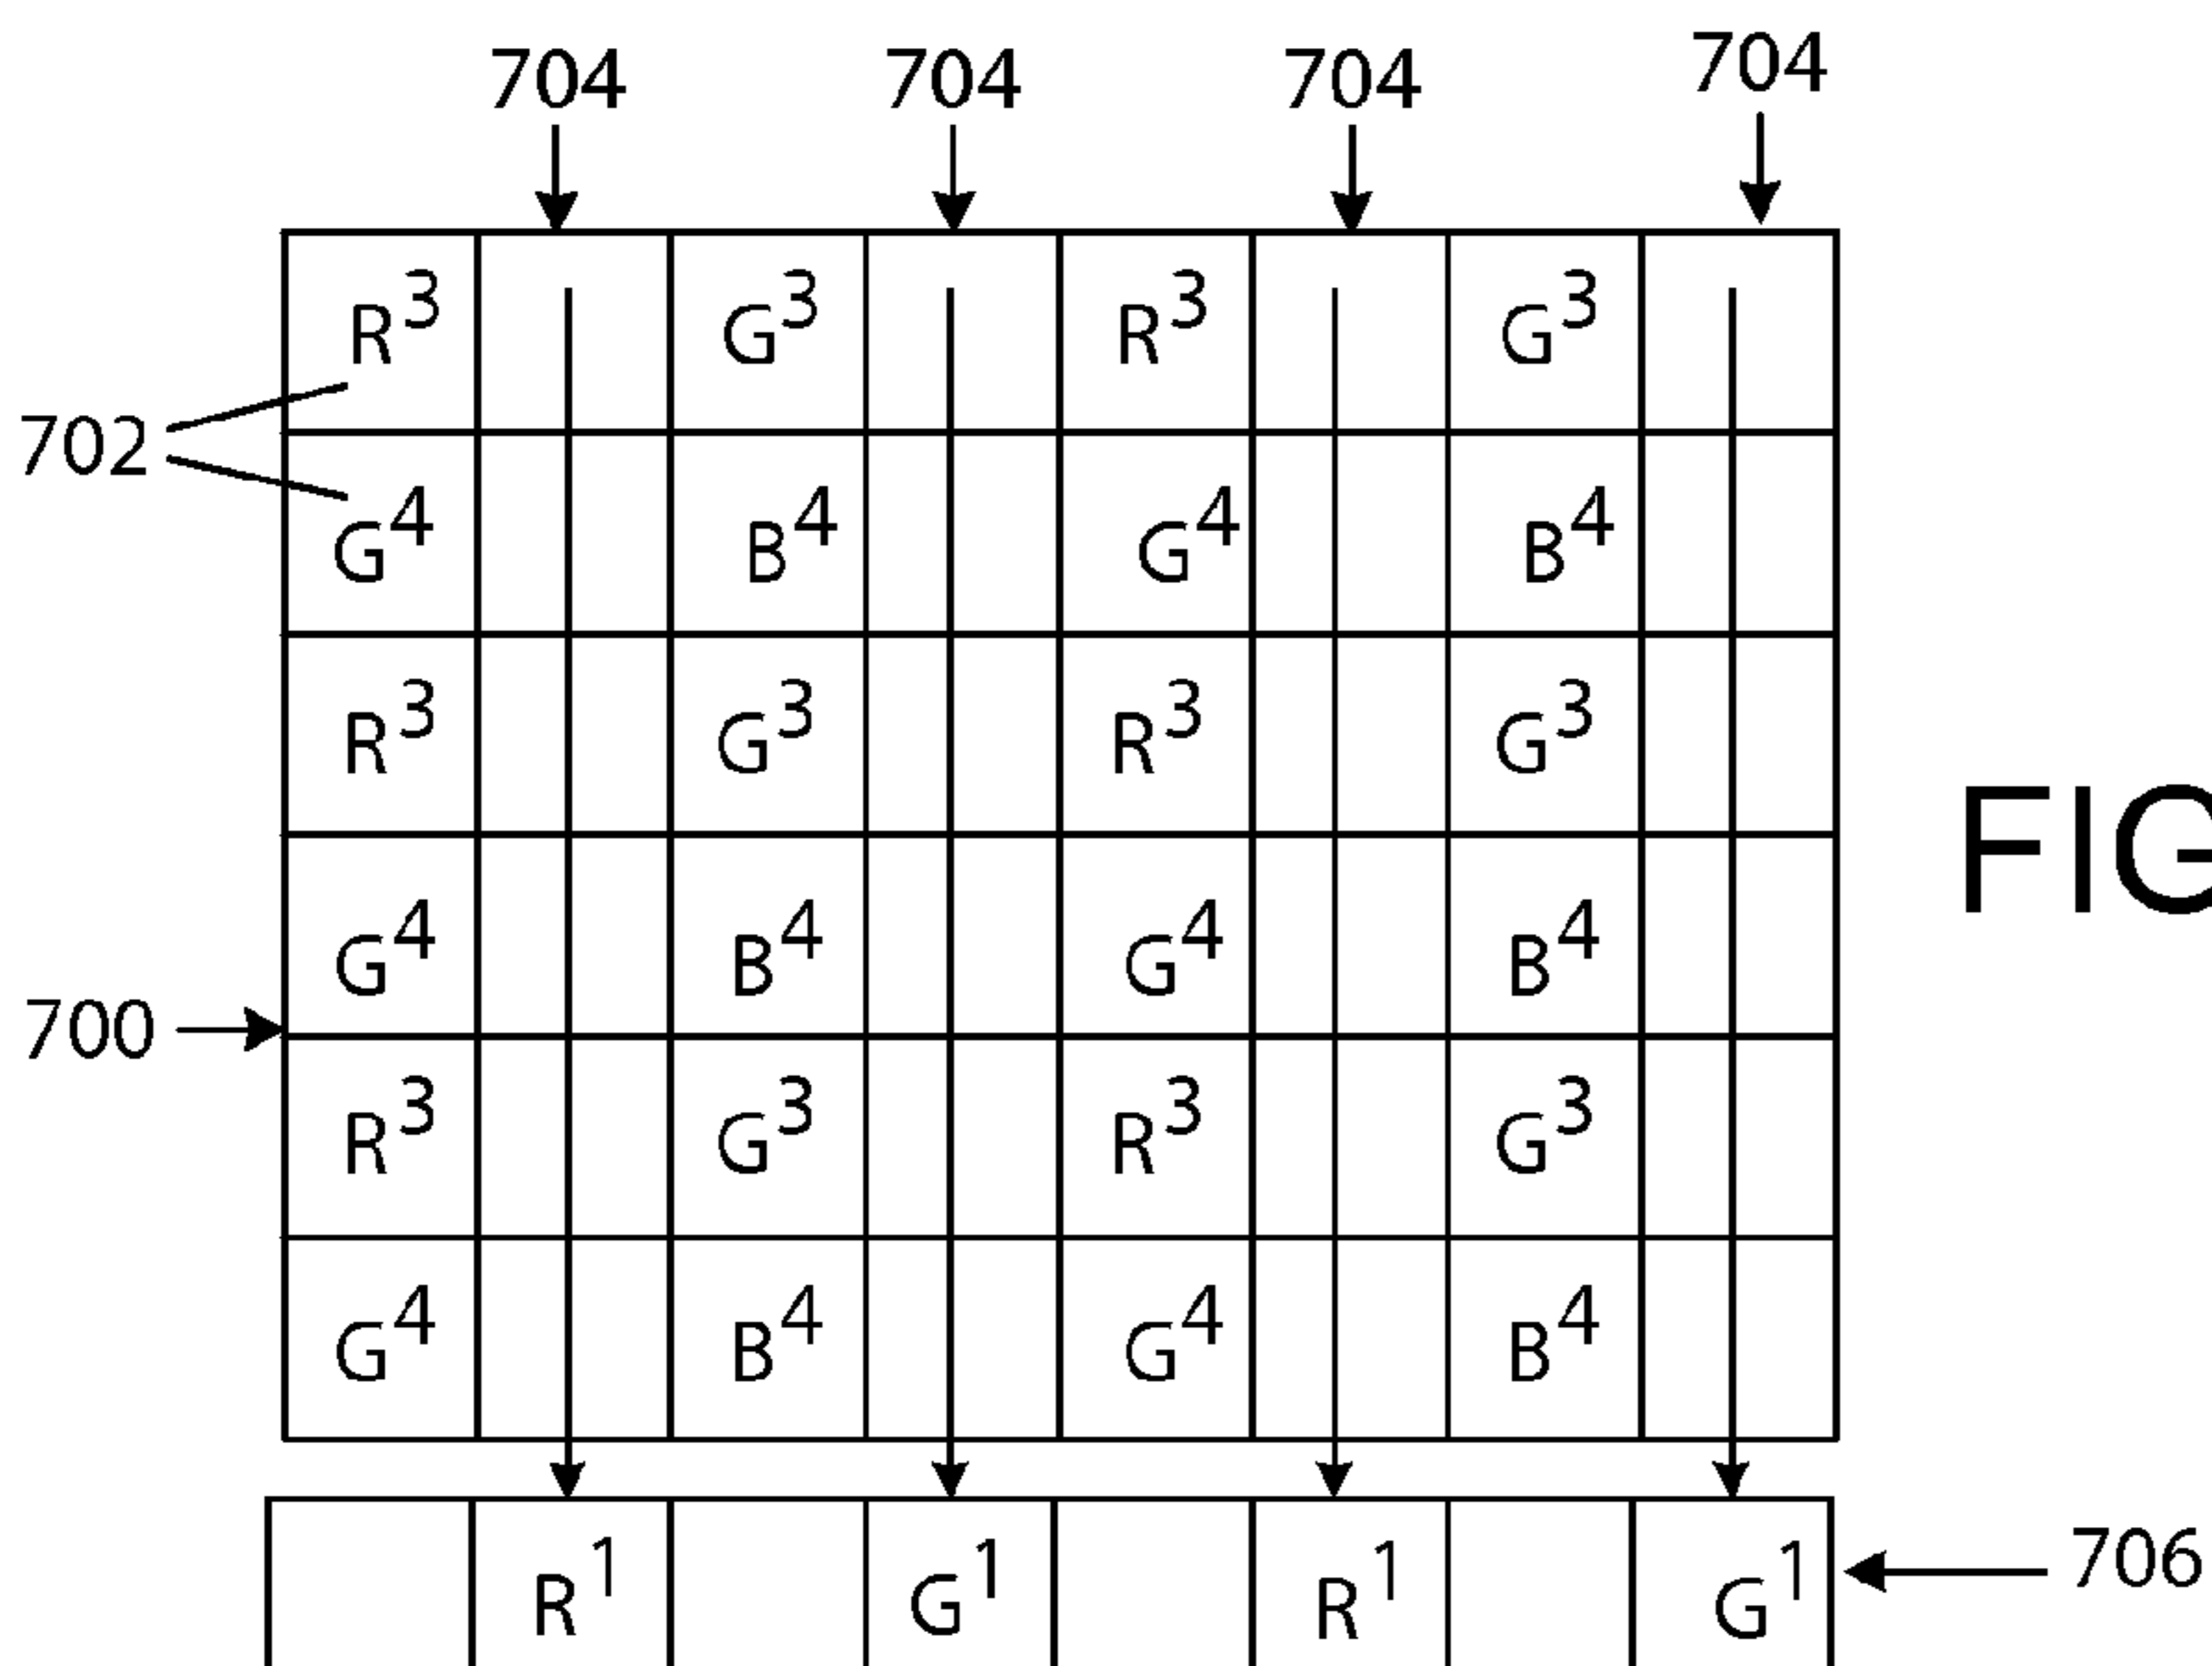 704 704 704 704
R³ G³ R³ G³
702
G⁴ B⁴ G⁴ B⁴
R³ G³ R³ G³
FIG
G⁴ B⁴ G⁴ B⁴
700
R³ G³ R³ G³
G⁴ B⁴ G⁴ B⁴
R¹ G¹ R¹ G¹ 706